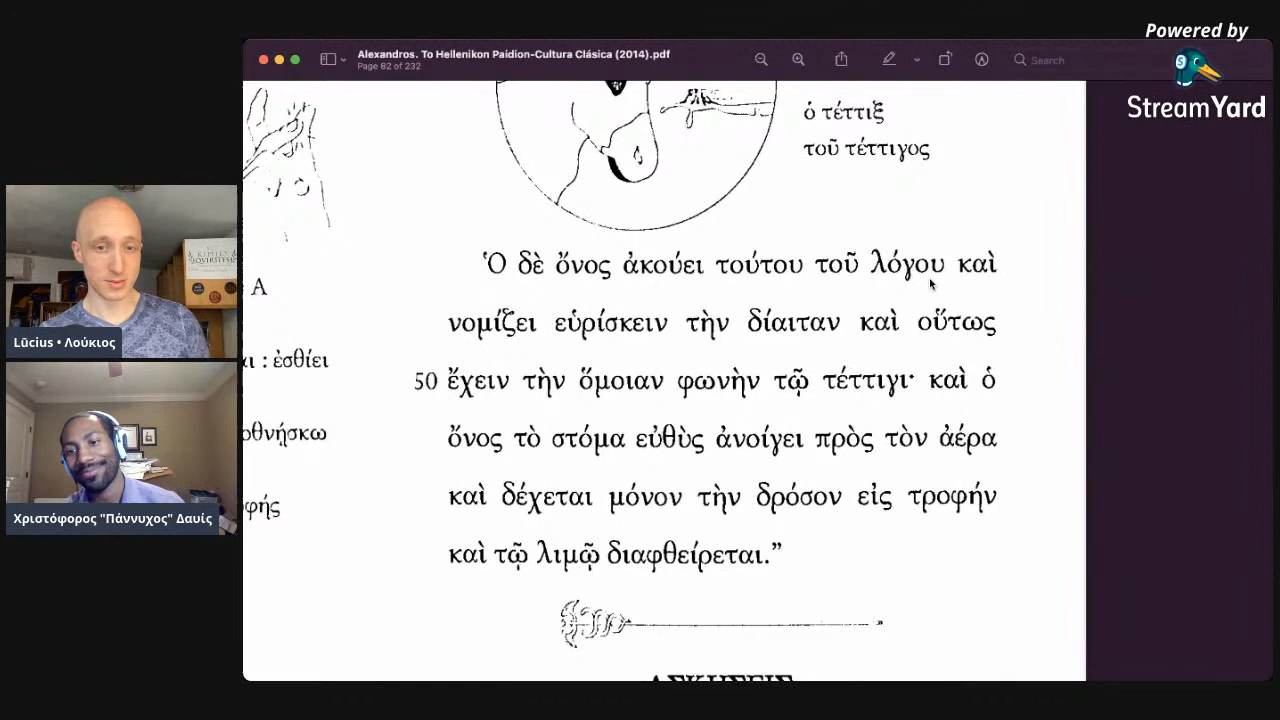 Powered by
StreamYard
Alexandros. To Hellenikon Paidion-Cultura Clásica (2014).pdf
Page 82 of 232
Search
ὁ τέττιξ
τοῦ τέττιγος
Ὁ δὲ ὄνος ἀκούει τούτου τοῦ λόγου καὶ
νομίζει εὑρίσκειν τὴν δίαιταν καὶ οὕτως
50 ἔχειν τὴν ὅμοιαν φωνὴν τῷ τέττιγι· καὶ ὁ
ὄνος τὸ στόμα εὐθὺς ἀνοίγει πρὸς τὸν ἀέρα
καὶ δέχεται μόνον τὴν δρόσον εἰς τροφήν
καὶ τῷ λιμῷ διαφθείρεται.”
Α
: ἐσθίει
Lūcius • Λούκιος
Χριστόφορος "Πάννυχος" Δαυίς